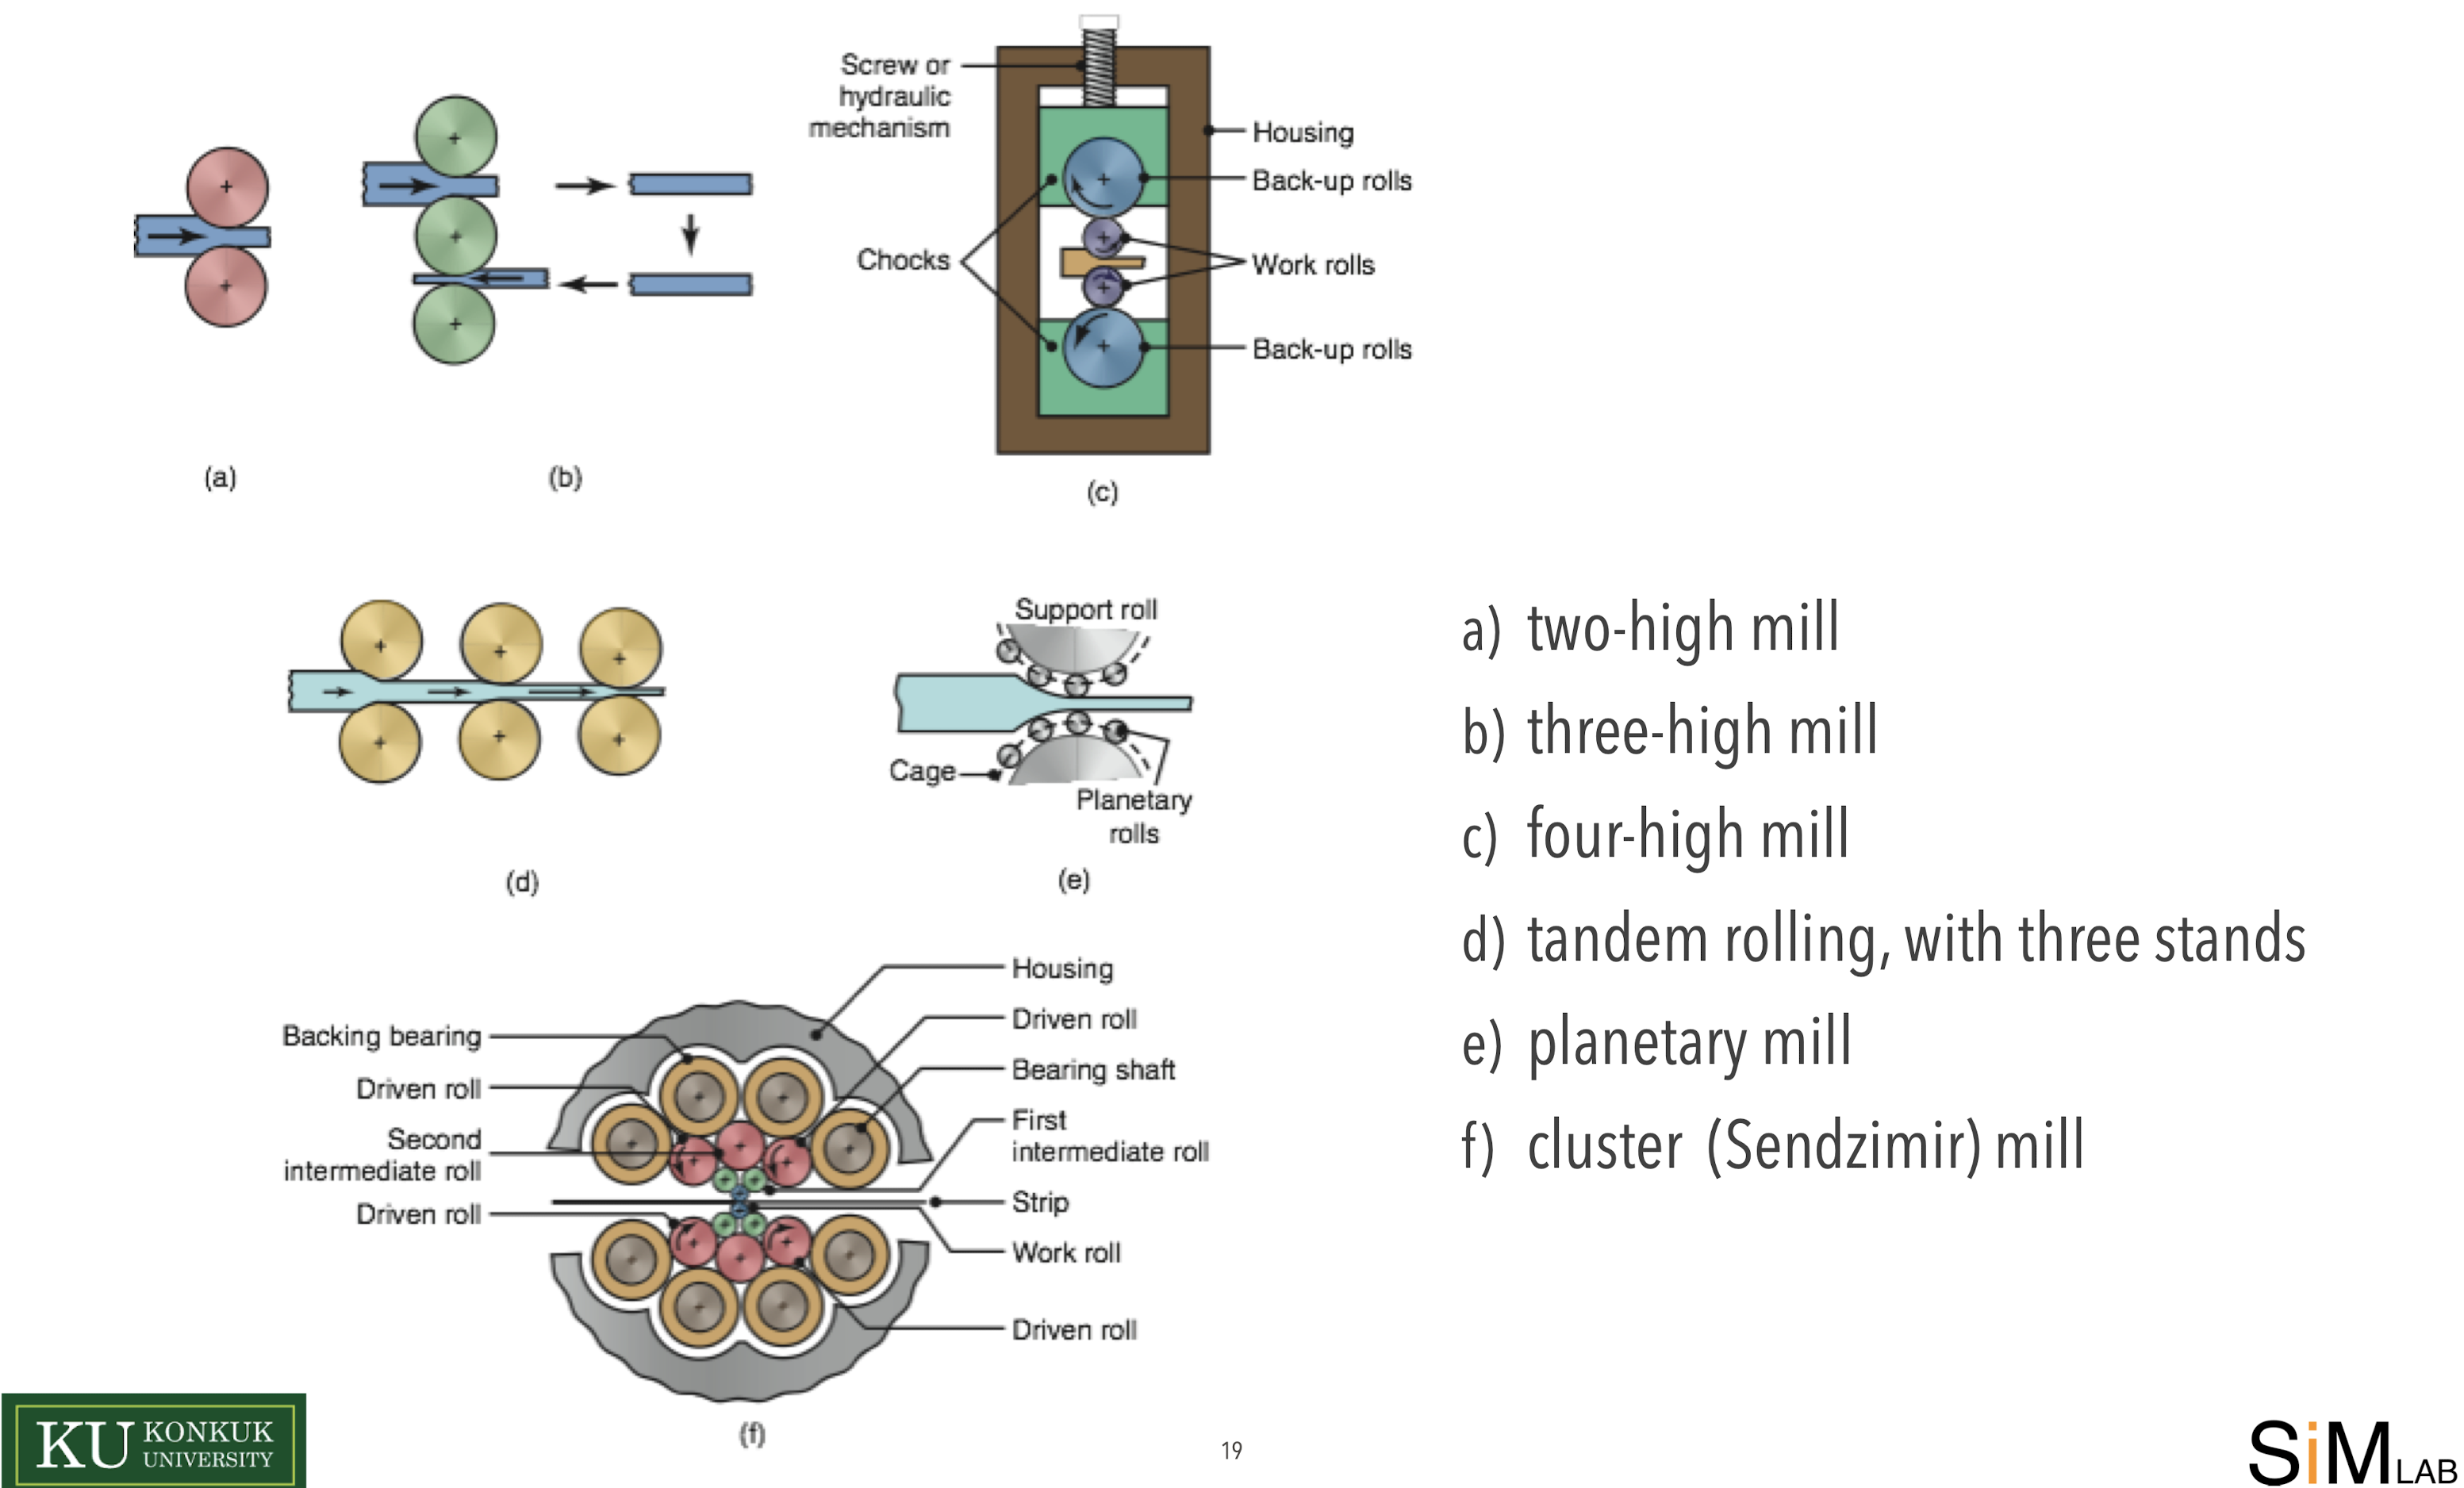 Screw or
hydraulic
mechanism
Housing
Back-up rolls
Chocks
Work rolls
Back-up rolls
(a)
(b)
(c)
Support roll
Cage
Planetary
rolls
(d)
(e)
a) two-high mill
b) three-high mill
c) four-high mill
d) tandem rolling, with three stands
e) planetary mill
f) cluster (Sendzimir) mill
Housing
Driven roll
Backing bearing
Bearing shaft
Driven roll
First
intermediate roll
Second
intermediate roll
Strip
Driven roll
Work roll
Driven roll
(f)
KU KONKUK
UNIVERSITY
19
SiM LAB